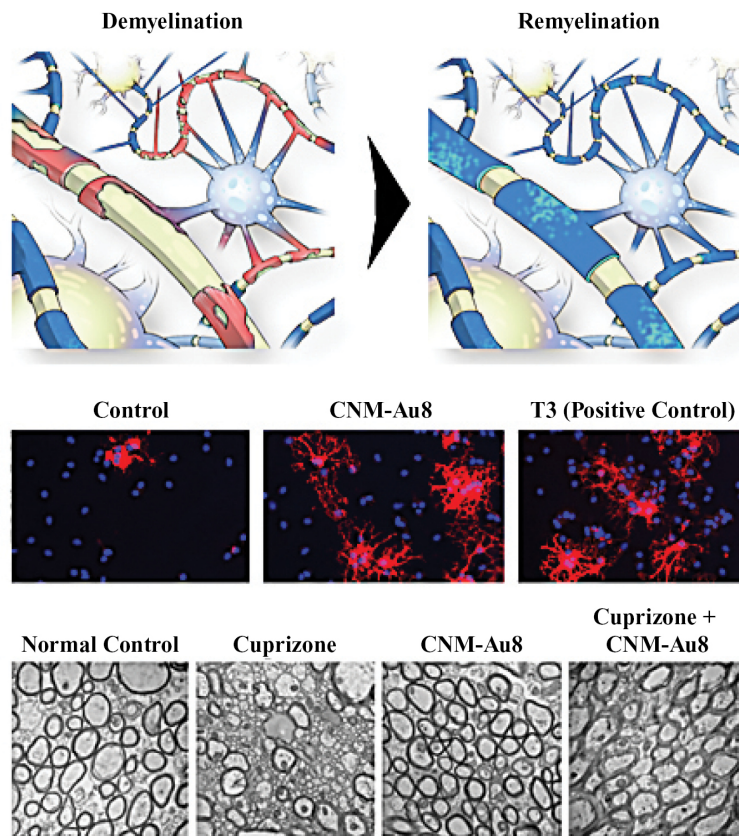 Demyelination
Remyelination
Control
CNM-Au8
T3 (Positive Control)
Normal Control
Cuprizone
CNM-Au8
Cuprizone +
CNM-Au8